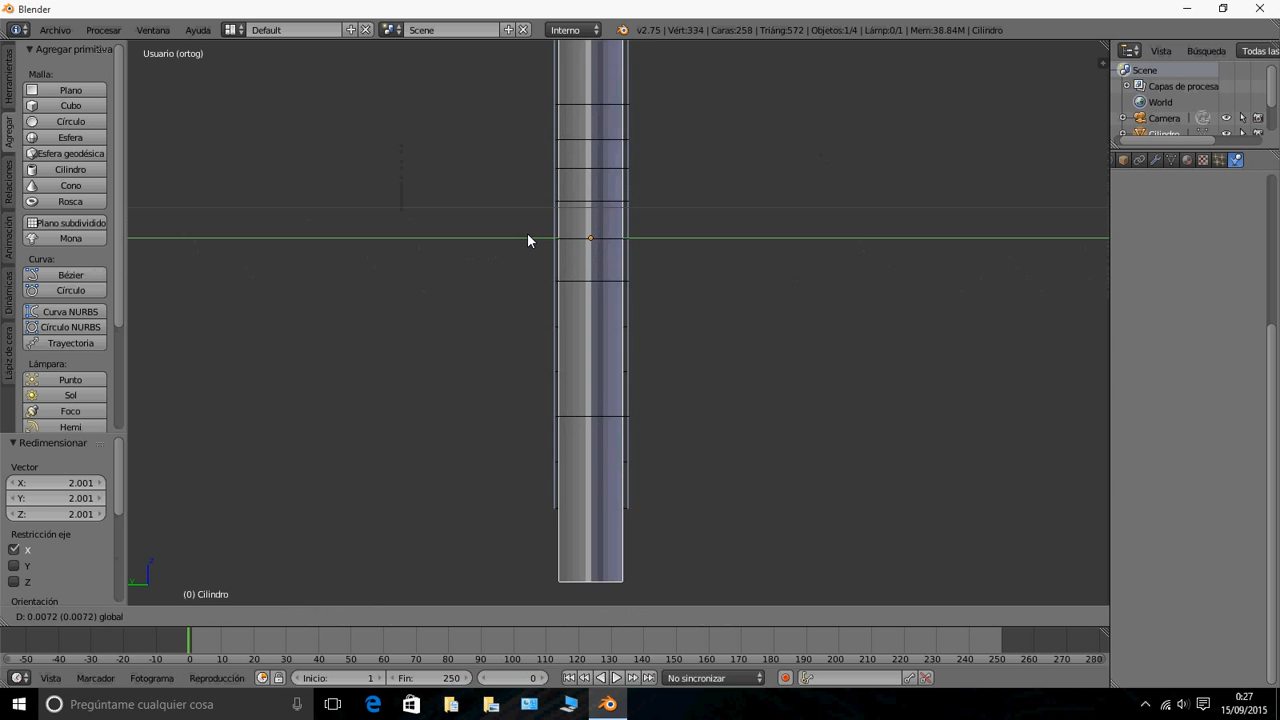 Blender
Archivo Procesar Ventana Ayuda Default Scene Interno v2.75 | Vért:334 | Caras:258 | Triáng:572 | Objetos:1/4 | Lámp:0/1 | Mem:38.84M | Cilindro
Agregar primitiva
Usuario (ortog)
Vista Búsqueda Todas las
Malla:
Scene
Plano
Capas de procesa
Cubo
World
Círculo
Camera
Cilindro
Esfera
Esfera geodésica
Cilindro
Cono
Rosca
Plano subdividido
Mona
Curva:
Bézier
Círculo
Curva NURBS
Círculo NURBS
Trayectoria
Lámpara:
Punto
Sol
Foco
Hemi
Herramientas
Agregar
Relaciones
Animación
Dinámicas
Lápiz de cera
Redimensionar
Vector
X: 2.001
Y: 2.001
Z: 2.001
Restricción eje
X
Y
Z
Orientación
z
y
(0) Cilindro
D: 0.0072 (0.0072) global
-50 -40 -30 -20 -10 0 10 20 30 40 50 60 70 80 90 100 110 120 130 140 150 160 170 180 190 200 210 220 230 240 250 260 270 280
Vista Marcador Fotograma Reproducción Inicio: 1 Fin: 250 0 No sincronizar
Pregúntame cualquier cosa
0:27
15/09/2015